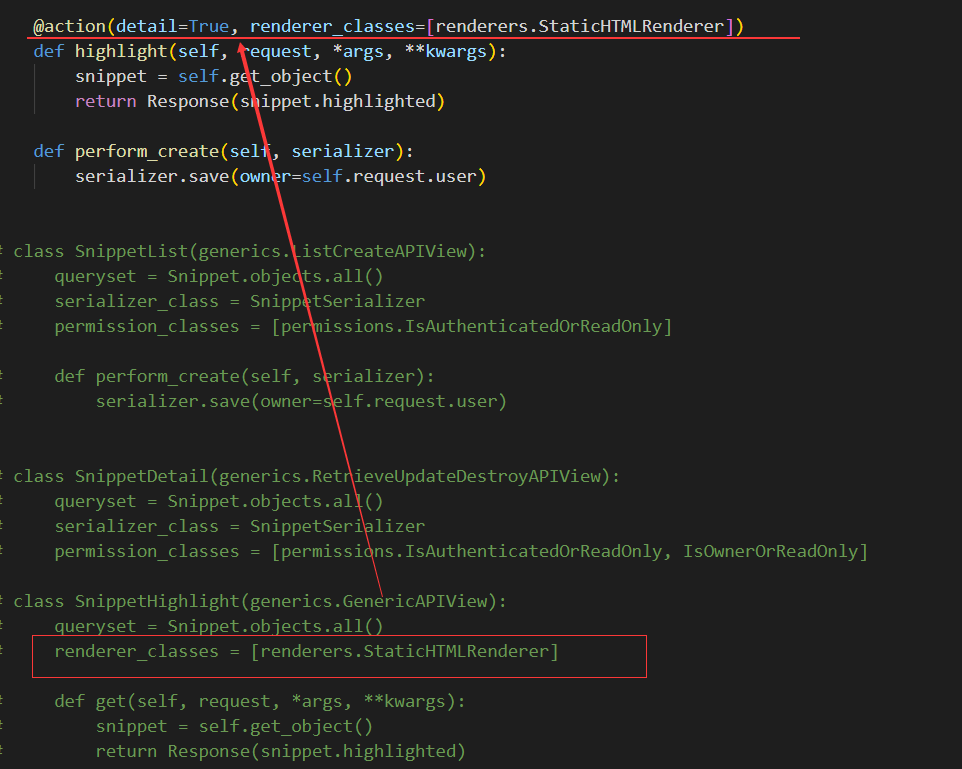 @action(detail=True, renderer_classes=[renderers.StaticHTMLRenderer])
def highlight(self, request, *args, **kwargs):
snippet = self.get_object()
return Response(snippet.highlighted)
def perform_create(self, serializer):
serializer.save(owner=self.request.user)
# class SnippetList(generics.ListCreateAPIView):
# queryset = Snippet.objects.all()
# serializer_class = SnippetSerializer
# permission_classes = [permissions.IsAuthenticatedOrReadOnly]
#
# def perform_create(self, serializer):
# serializer.save(owner=self.request.user)
# class SnippetDetail(generics.RetrieveUpdateDestroyAPIView):
# queryset = Snippet.objects.all()
# serializer_class = SnippetSerializer
# permission_classes = [permissions.IsAuthenticatedOrReadOnly, IsOwnerOrReadOnly]
# class SnippetHighlight(generics.GenericAPIView):
# queryset = Snippet.objects.all()
# renderer_classes = [renderers.StaticHTMLRenderer]
# def get(self, request, *args, **kwargs):
# snippet = self.get_object()
# return Response(snippet.highlighted)